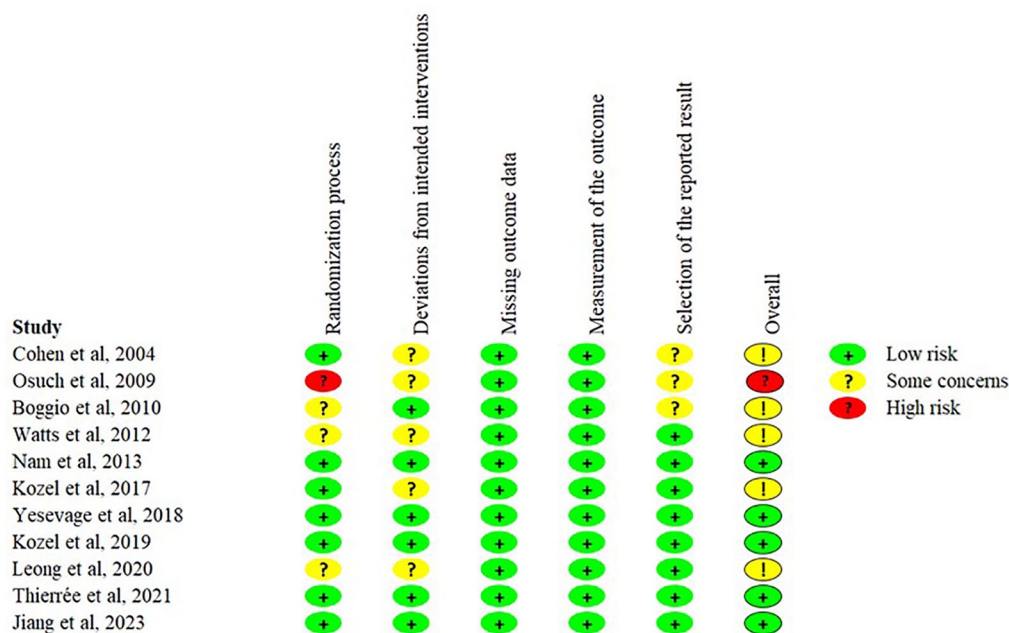 Randomization process
Deviations from intended interventions
Missing outcome data
Measurement of the outcome
Selection of the reported result
Overall
Study
Cohen et al, 2004 + ? + + ? !
Osuch et al, 2009 ? ? + + ? ?
Boggio et al, 2010 ? + + + ? !
Watts et al, 2012 ? ? + + + !
Nam et al, 2013 + + + + + +
Kozel et al, 2017 + ? + + + !
Yesevage et al, 2018 + + + + + +
Kozel et al, 2019 + + + + + +
Leong et al, 2020 ? ? + + + !
Thierrée et al, 2021 + + + + + +
Jiang et al, 2023 + + + + + +
+ Low risk
? Some concerns
? High risk